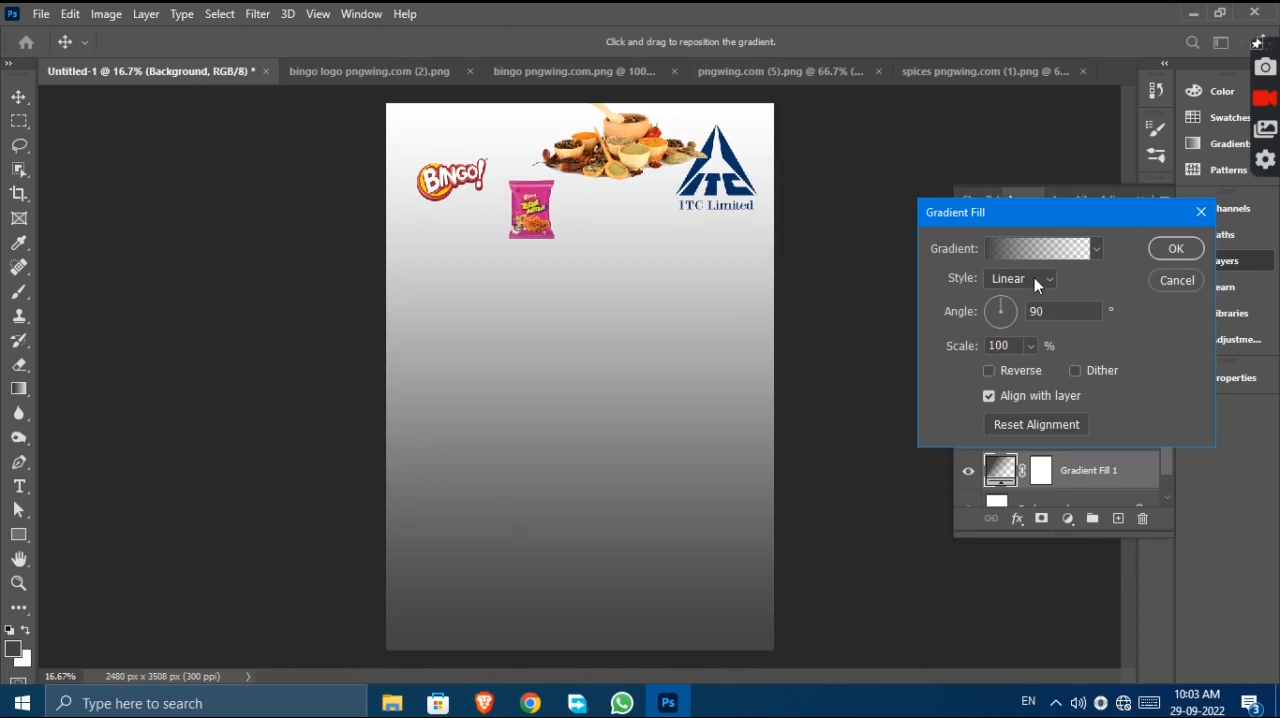 Ps File Edit Image Layer Type Select Filter 3D View Window Help
Click and drag to reposition the gradient.
Untitled-1 @ 16.7% (Background, RGB/8) * × bingo logo pngwing.com (2).png × bingo pngwing.com.png @ 100... × pngwing.com (5).png @ 66.7% (... × spices pngwing.com (1).png @ 6... ×
Color
Swatches
Gradients
Patterns
BINGO!
ITC Limited
Gradient Fill
hannels
aths
ayers
earn
ibraries
djustme...
roperties
Gradient:
OK
Style: Linear
Cancel
Angle: 90 °
Scale: 100 %
Reverse Dither
Align with layer
Reset Alignment
Gradient Fill 1
fx
T
16.67% 2480 px x 3508 px (300 ppi)
Type here to search
Ps
EN
10:03 AM
29-09-2022
3